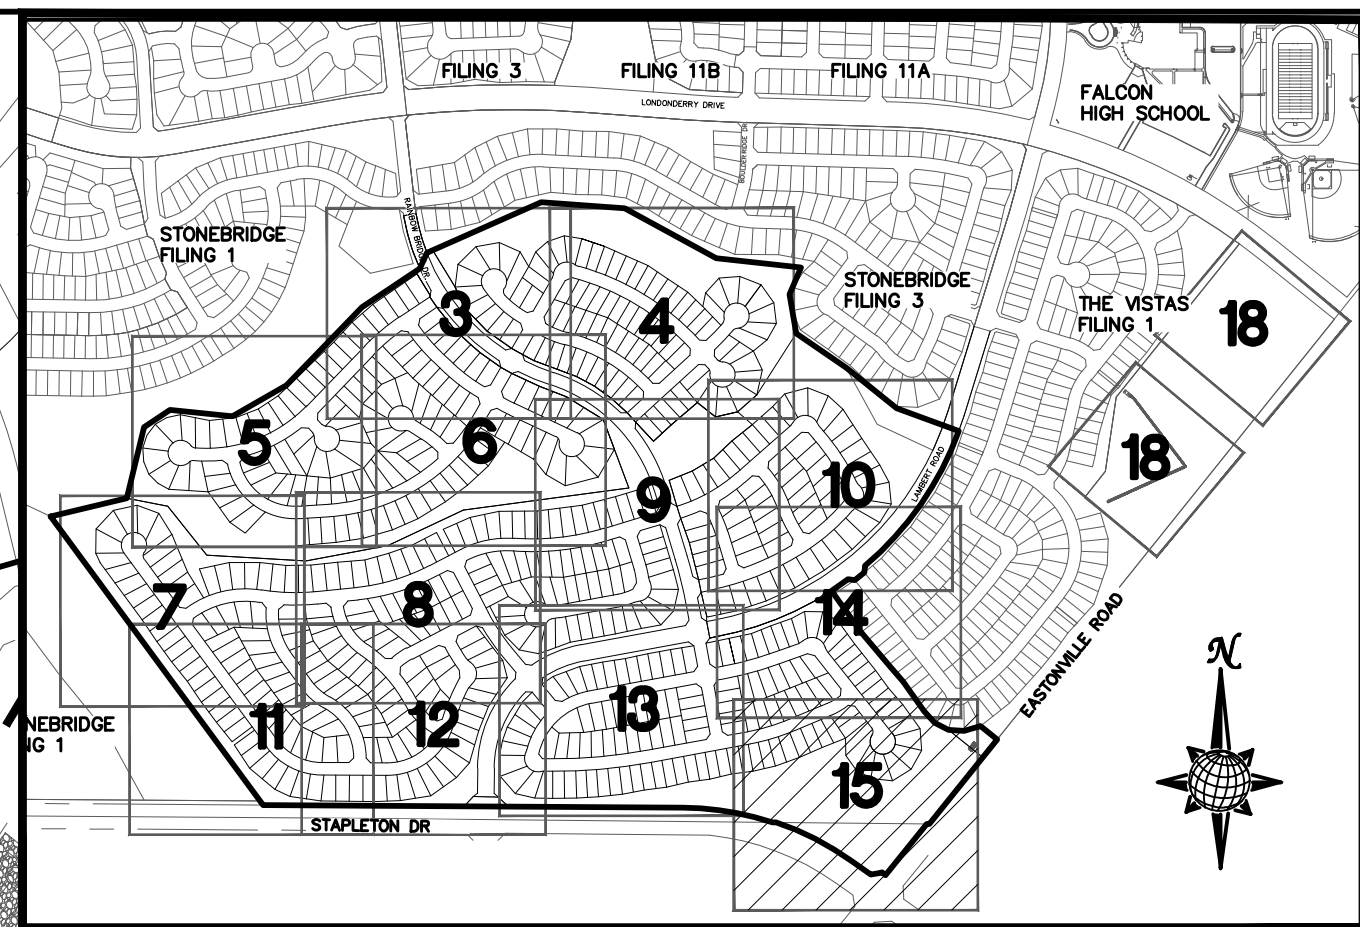 FILING 3
FILING 11B
FILING 11A
LONDONDERRY DRIVE
FALCON
HIGH SCHOOL
BOULDER RIDGE DR
RAINBOW BRIDGE DR.
STONEBRIDGE
FILING 1
STONEBRIDGE
FILING 3
THE VISTAS
FILING 1
18
3
4
5
6
18
LAMBERT ROAD
10
9
7
8
14
EASTONVILLE ROAD
N
NEBRIDGE
NG 1
11
12
13
15
STAPLETON DR